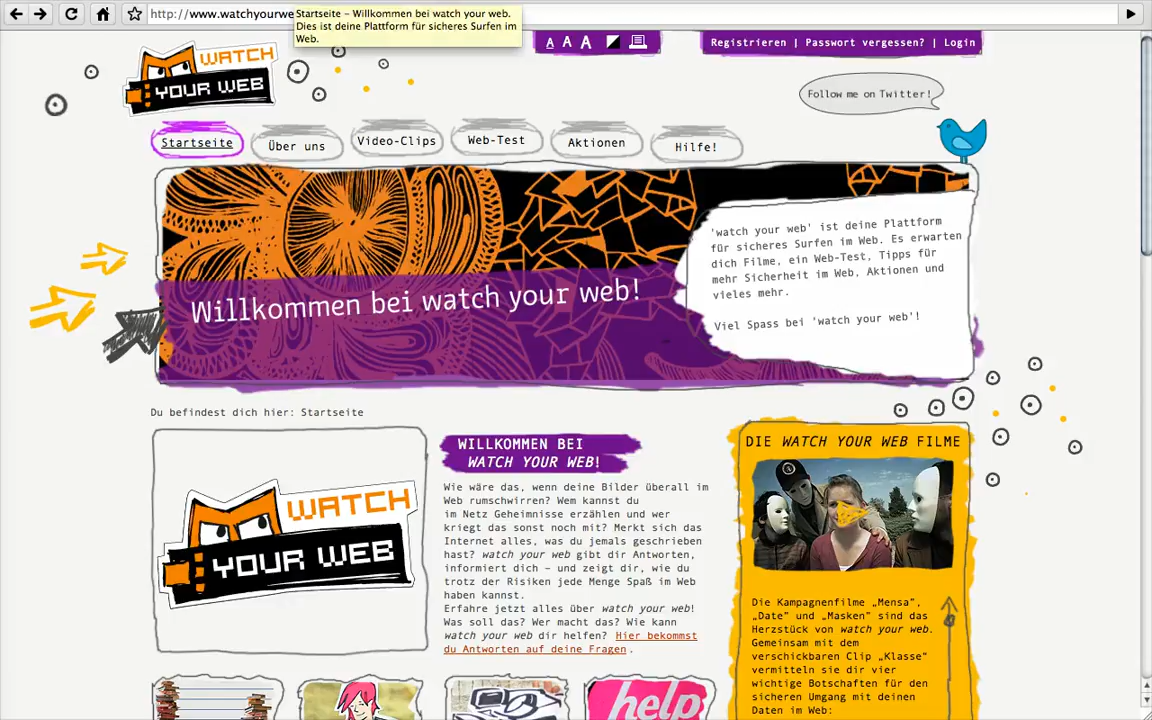 http://www.watchyourwe
Startseite – Willkommen bei watch your web.
Dies ist deine Plattform für sicheres Surfen im
Web.
A A A
Registrieren | Passwort vergessen? | Login
WATCH
YOUR WEB
Follow me on Twitter!
Startseite
Über uns
Video-Clips
Web-Test
Aktionen
Hilfe!
Willkommen bei watch your web!
'watch your web' ist deine Plattform
für sicheres Surfen im Web. Es erwarten
dich Filme, ein Web-Test, Tipps für
mehr Sicherheit im Web, Aktionen und
vieles mehr.
Viel Spass bei 'watch your web'!
Du befindest dich hier: Startseite
WATCH
YOUR WEB
WILLKOMMEN BEI
WATCH YOUR WEB!
Wie wäre das, wenn deine Bilder überall im
Web rumschwirren? Wem kannst du
im Netz Geheimnisse erzählen und wer
kriegt das sonst noch mit? Merkt sich das
Internet alles, was du jemals geschrieben
hast? watch your web gibt dir Antworten,
informiert dich – und zeigt dir, wie du
trotz der Risiken jede Menge Spaß im Web
haben kannst.
Erfahre jetzt alles über watch your web!
Was soll das? Wer macht das? Wie kann
watch your web dir helfen? Hier bekommst
du Antworten auf deine Fragen.
DIE WATCH YOUR WEB FILME
Die Kampagnenfilme „Mensa",
„Date" und „Masken" sind das
Herzstück von watch your web.
Gemeinsam mit dem
verschickbaren Clip „Klasse"
vermitteln sie dir vier
wichtige Botschaften für den
sicheren Umgang mit deinen
Daten im Web:
help